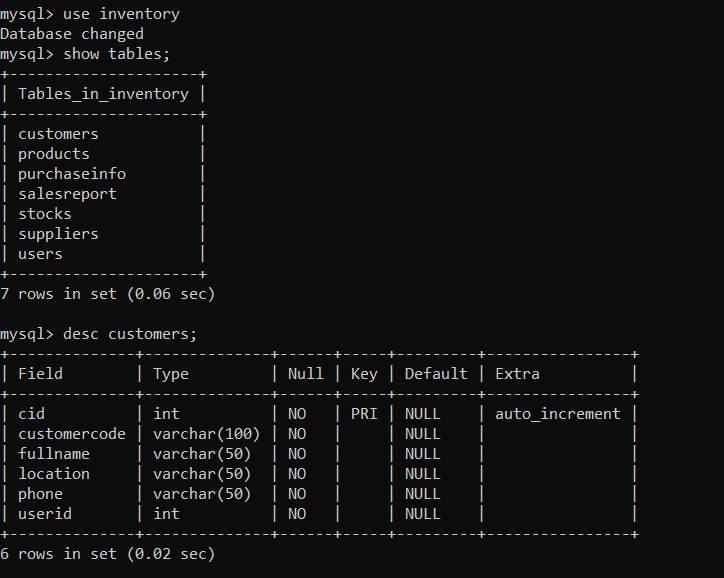 mysql> use inventory
Database changed
mysql> show tables;
+---------------------+
| Tables_in_inventory |
+---------------------+
| customers           |
| products            |
| purchaseinfo        |
| salesreport         |
| stocks              |
| suppliers           |
| users               |
+---------------------+
7 rows in set (0.06 sec)

mysql> desc customers;
+--------------+--------------+------+-----+---------+----------------+
| Field        | Type         | Null | Key | Default | Extra          |
+--------------+--------------+------+-----+---------+----------------+
| cid          | int          | NO   | PRI | NULL    | auto_increment |
| customercode | varchar(100) | NO   |     | NULL    |                |
| fullname     | varchar(50)  | NO   |     | NULL    |                |
| location     | varchar(50)  | NO   |     | NULL    |                |
| phone        | varchar(50)  | NO   |     | NULL    |                |
| userid       | int          | NO   |     | NULL    |                |
+--------------+--------------+------+-----+---------+----------------+
6 rows in set (0.02 sec)